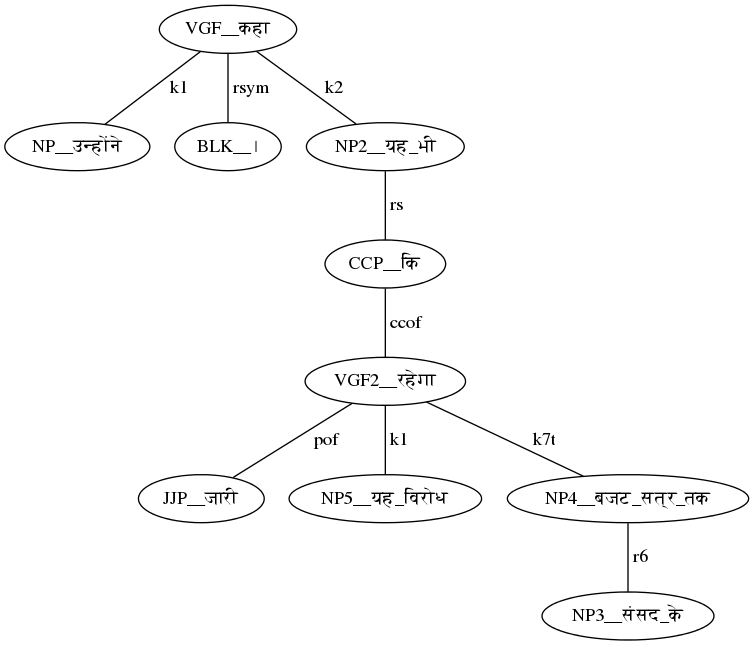 VGF__कहा
k1
rsym
k2
NP__उन्होंने
BLK__।
NP2__यह_भी
rs
CCP__कि
ccof
VGF2__रहेगा
pof
k1
k7t
JJP__जारी
NP5__यह_विरोध
NP4__बजट_सत्र_तक
r6
NP3__संसद_के